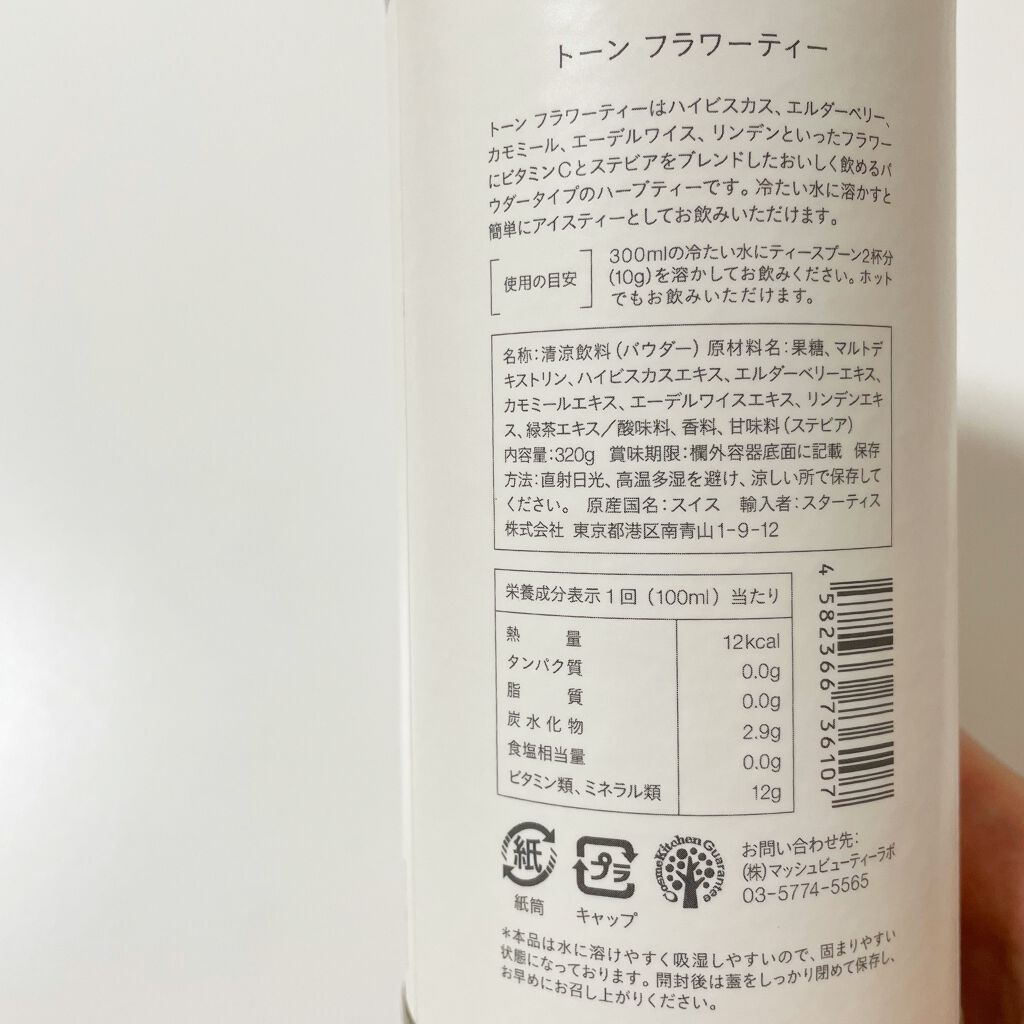 トーン フラワーティー
トーン フラワーティーはハイビスカス、エルダーベリー、
カモミール、エーデルワイス、リンデンといったフラワー
にビタミンCとステビアをブレンドしたおいしく飲めるパ
ウダータイプのハーブティーです。冷たい水に溶かすと
簡単にアイスティーとしてお飲みいただけます。
使用の目安
300mlの冷たい水にティースプーン2杯分
(10g)を溶かしてお飲みください。ホット
でもお飲みいただけます。
名称:清涼飲料(パウダー) 原材料名:果糖、マルトデ
キストリン、ハイビスカスエキス、エルダーベリーエキス、
カモミールエキス、エーデルワイスエキス、リンデンエキ
ス、緑茶エキス/酸味料、香料、甘味料(ステビア)
内容量:320g 賞味期限:欄外容器底面に記載 保存
方法:直射日光、高温多湿を避け、涼しい所で保存して
ください。 原産国名:スイス 輸入者:スターティス
株式会社 東京都港区南青山1-9-12
栄養成分表示1回(100ml)当たり
熱量 12kcal
タンパク質 0.0g
脂質 0.0g
炭水化物 2.9g
食塩相当量 0.0g
ビタミン類、ミネラル類 12g
4582366736107
紙
紙筒
プラ
キャップ
CosmeKitchen Guarantee
お問い合わせ先:
(株)マッシュビューティーラボ
03-5774-5565
*本品は水に溶けやすく吸湿しやすいので、固まりやすい
状態になっております。開封後は蓋をしっかり閉めて保存し、
お早めにお召し上がりください。